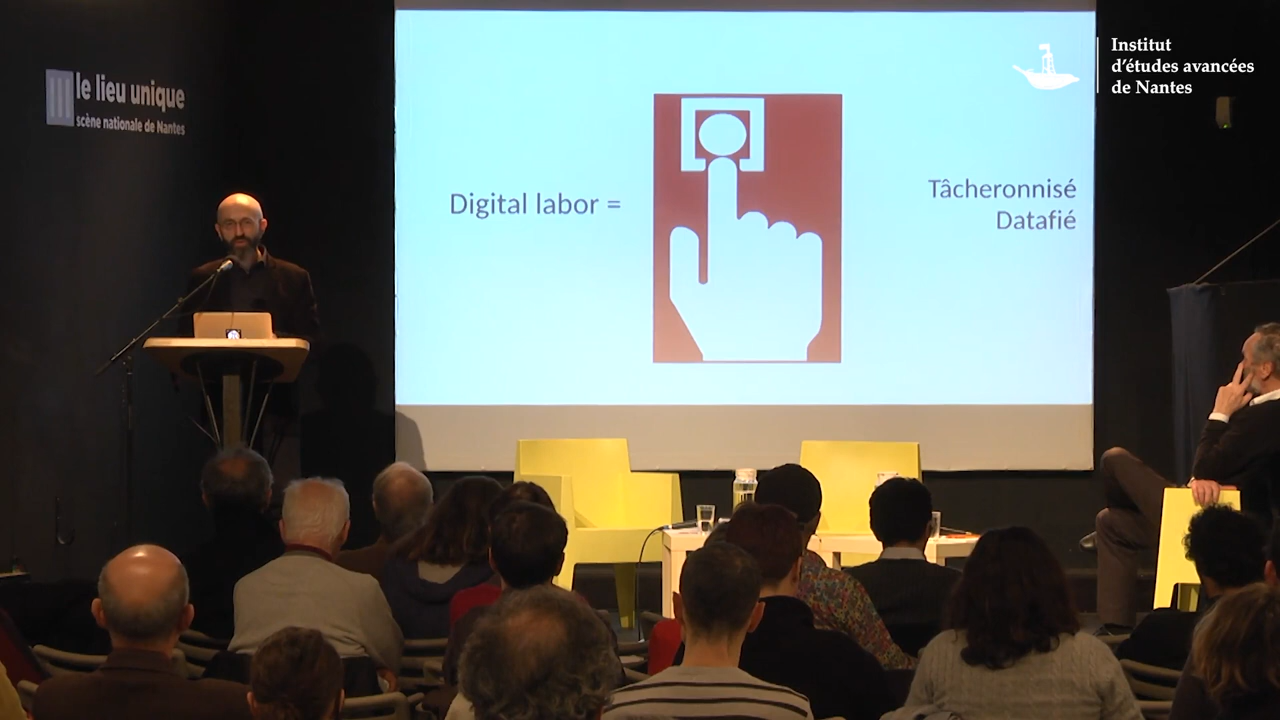 le lieu unique
scène nationale de Nantes
Digital labor =
Tâcheronnisé
Datafié
Institut
d'études avancées
de Nantes